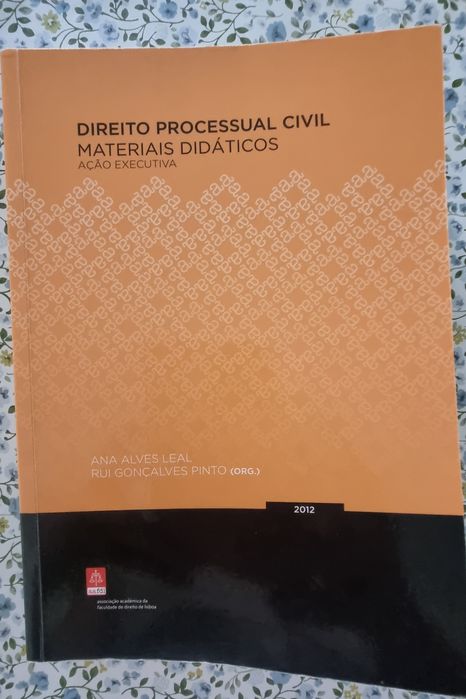 DIREITO PROCESSUAL CIVIL
MATERIAIS DIDÁTICOS
AÇÃO EXECUTIVA
ANA ALVES LEAL
RUI GONÇALVES PINTO (ORG.)
2012
associação académica da
faculdade de direito de lisboa